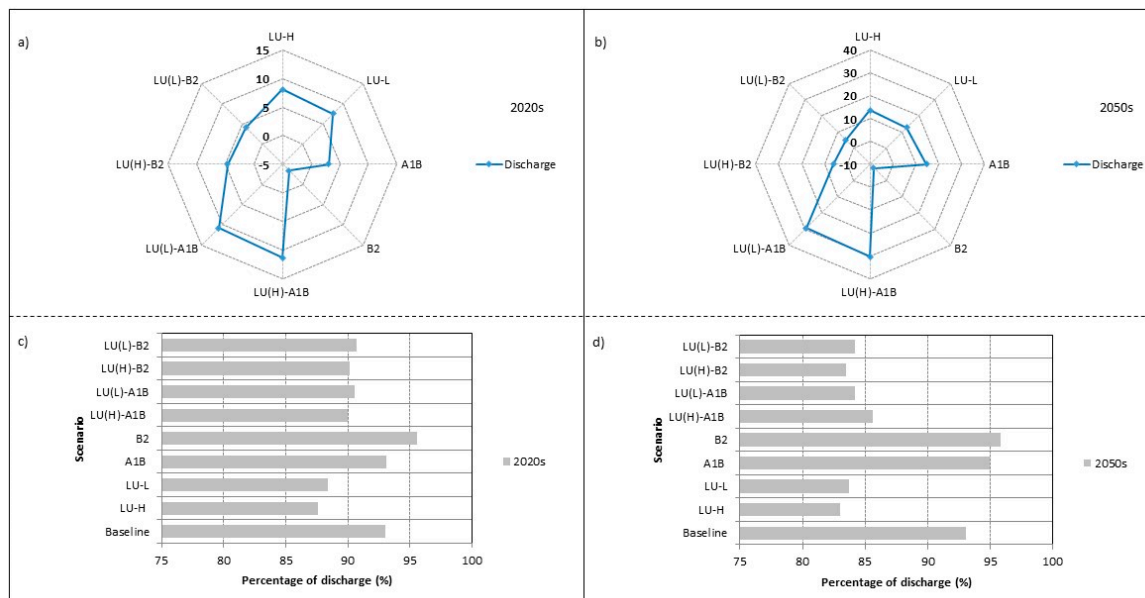 a)
LU-H
15
10
5
0
-5
LU-L
A1B
B2
LU(H)-A1B
LU(L)-A1B
LU(H)-B2
LU(L)-B2
2020s
Discharge
b)
LU-H
40
30
20
10
0
-10
LU-L
A1B
B2
LU(H)-A1B
LU(L)-A1B
LU(H)-B2
LU(L)-B2
2050s
Discharge
c)
Scenario
LU(L)-B2
LU(H)-B2
LU(L)-A1B
LU(H)-A1B
B2
A1B
LU-L
LU-H
Baseline
75 80 85 90 95 100
Percentage of discharge (%)
2020s
d)
Scenario
LU(L)-B2
LU(H)-B2
LU(L)-A1B
LU(H)-A1B
B2
A1B
LU-L
LU-H
Baseline
75 80 85 90 95 100
Percentage of discharge (%)
2050s